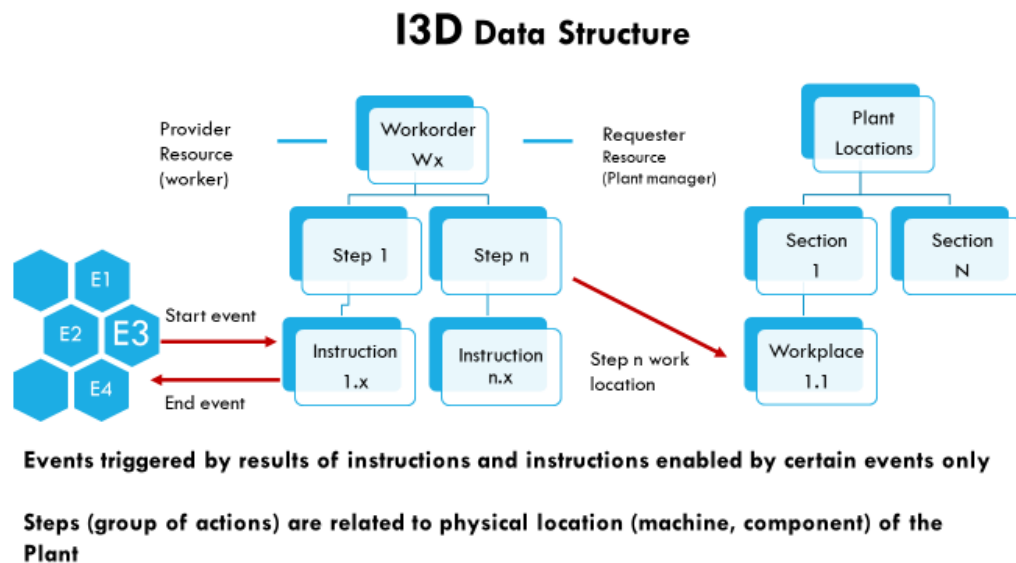 I3D Data Structure
Provider
Resource
(worker)
Workorder
Wx
Requester
Resource
(Plant manager)
Plant
Locations
Step 1
Step n
Section
1
Section
N
E1
E2
E3
E4
Start event
End event
Instruction
1.x
Instruction
n.x
Step n work
location
Workplace
1.1
Events triggered by results of instructions and instructions enabled by certain events only
Steps (group of actions) are related to physical location (machine, component) of the
Plant